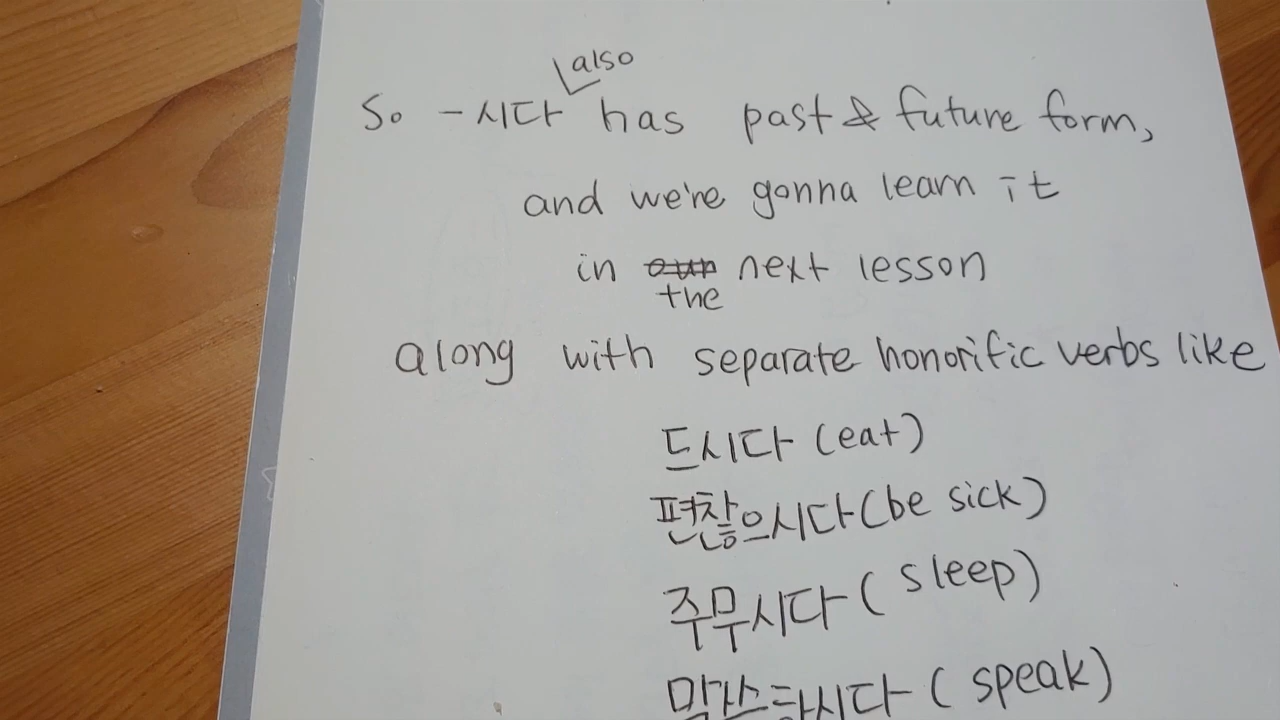 So -시다 also has past & future form,
and we're gonna learn it
in the next lesson
along with separate honorific verbs like
드시다 (eat)
편찮으시다 (be sick)
주무시다 (sleep)
말씀하시다 (speak)